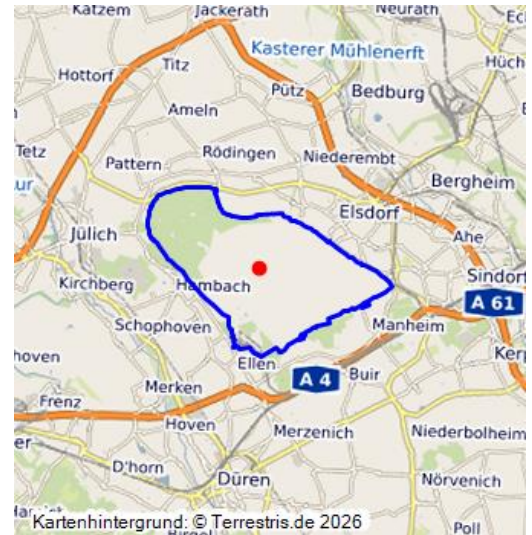 Katzem
Jackerath
Neurath
Kasterer Mühlenerft
Titz
Hottorf
Pütz
Bedburg
Ameln
Tetz
Pattern
Rödingen
Niederembt
Bergheim
Elsdorf
Jülich
Ahe
Hambach
Sindorf
Kirchberg
A 61
Schophoven
Manheim
Ellen
A 4
Buir
Merken
Frenz
Hoven
Merzenich
Niederbolheim
D'horn
Düren
Nörvenich
Kartenhintergrund: © Terrestris.de 2026
Poll